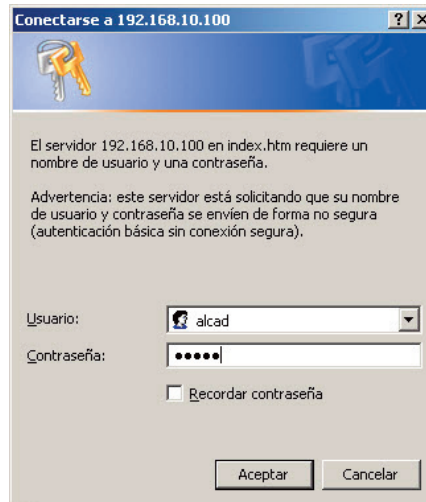 Conectarse a 192.168.10.100
El servidor 192.168.10.100 en index.htm requiere un
nombre de usuario y una contraseña.
Advertencia: este servidor está solicitando que su nombre
de usuario y contraseña se envíen de forma no segura
(autenticación básica sin conexión segura).
Usuario: alcad
Contraseña: •••••
Recordar contraseña
Aceptar Cancelar